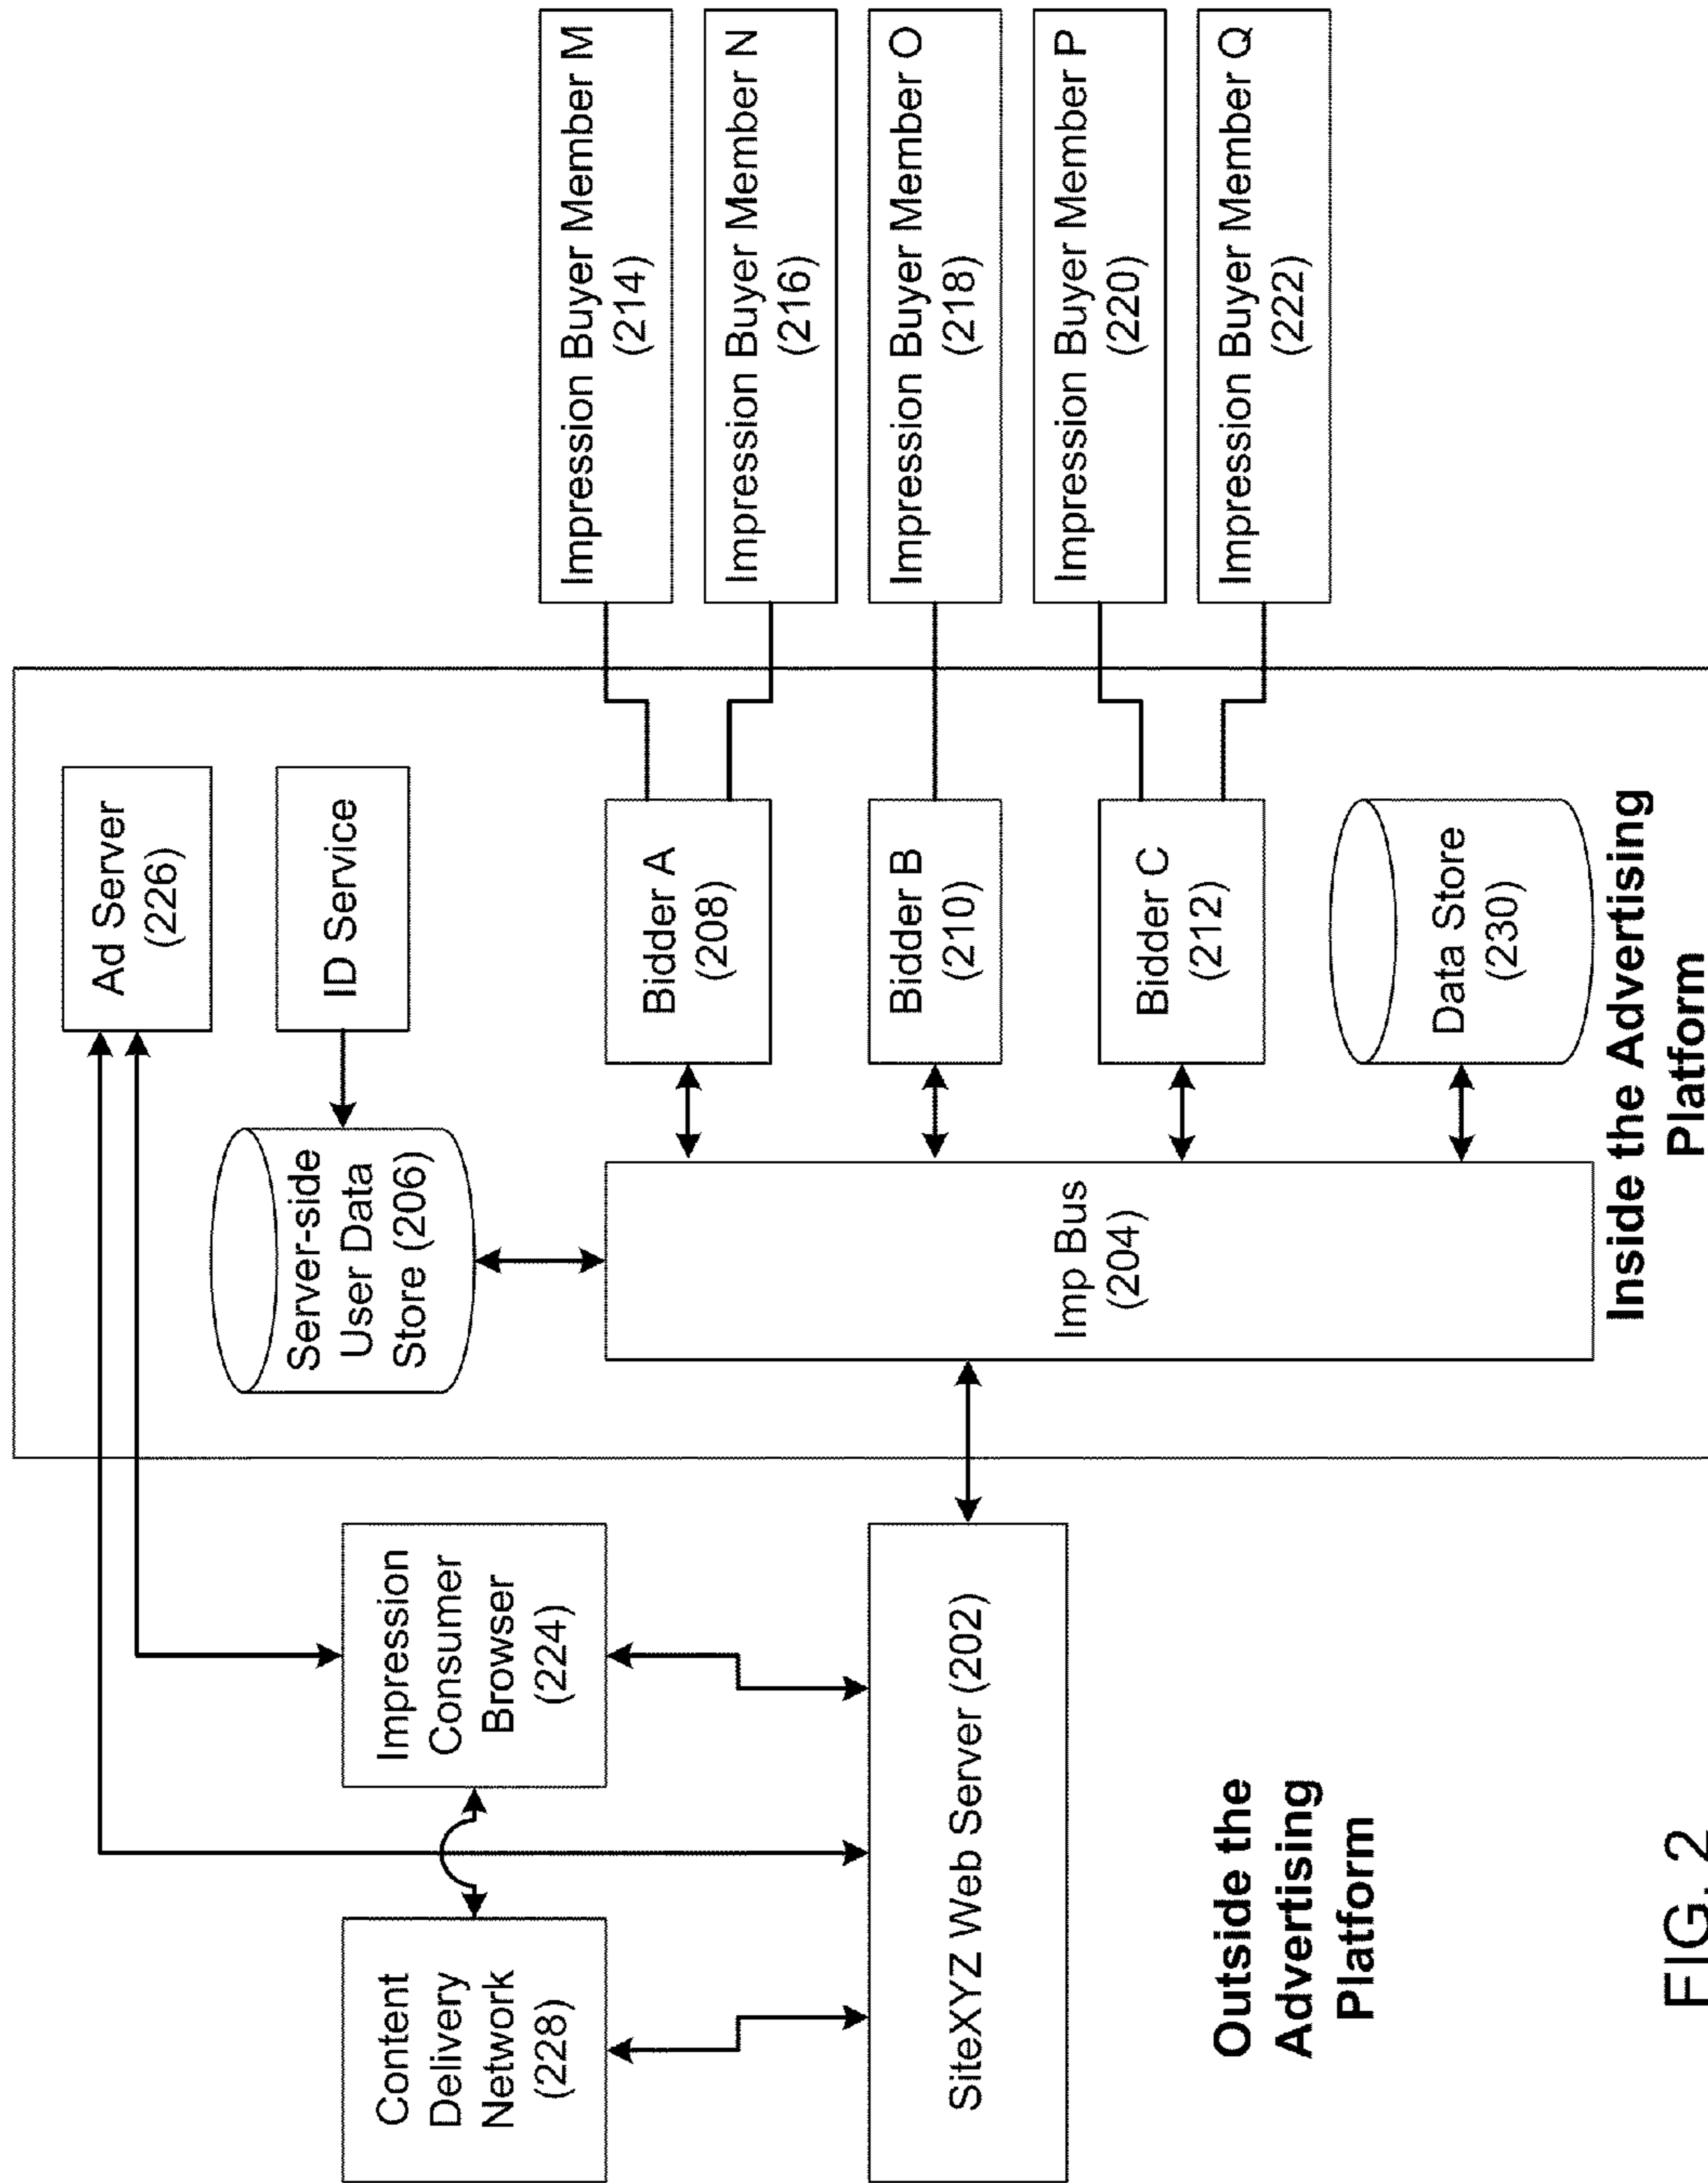 Content
Delivery
Network
(228)
Impression
Consumer
Browser
(224)
SiteXYZ Web Server (202)
Outside the
Advertising
Platform
Ad Server
(226)
ID Service
Server-side
User Data
Store (206)
Imp Bus
(204)
Bidder A
(208)
Bidder B
(210)
Bidder C
(212)
Data Store
(230)
Inside the Advertising
Platform
Impression Buyer Member M
(214)
Impression Buyer Member N
(216)
Impression Buyer Member O
(218)
Impression Buyer Member P
(220)
Impression Buyer Member Q
(222)
FIG. 2